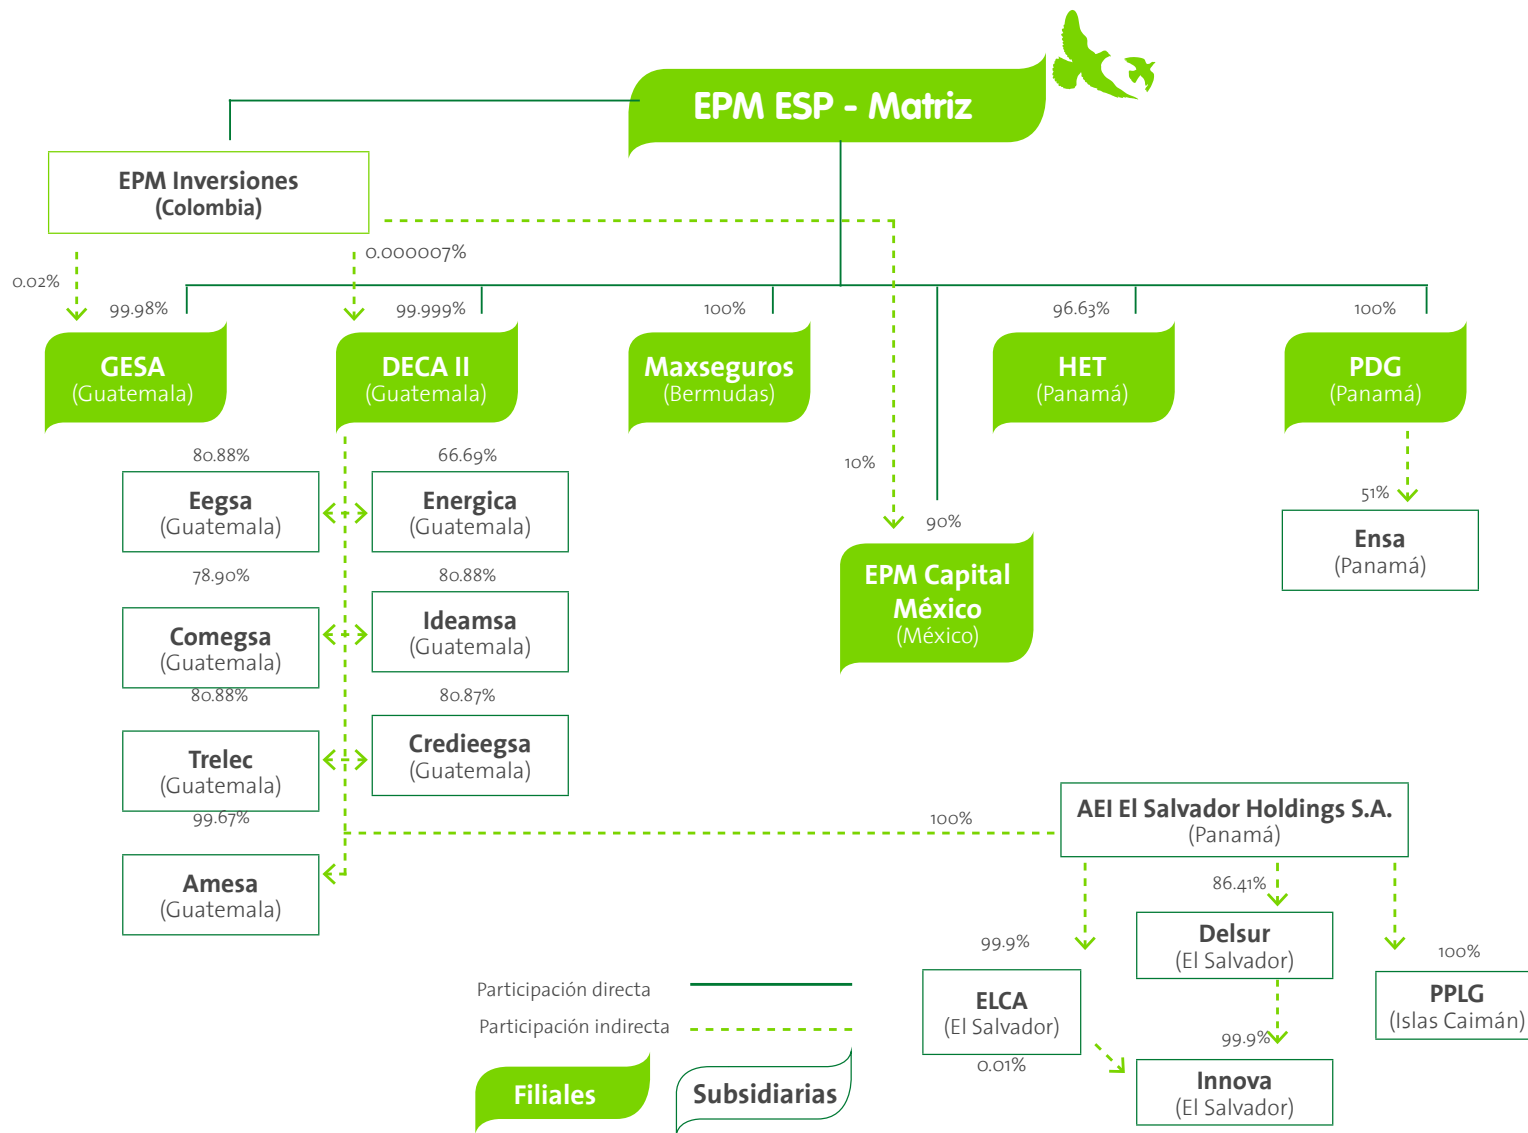 EPM ESP - Matriz
EPM Inversiones
(Colombia)
0.02%
0.000007%
99.98%
99.999%
100%
96.63%
100%
GESA
(Guatemala)
DECA II
(Guatemala)
Maxseguros
(Bermudas)
HET
(Panamá)
PDG
(Panamá)
80.88%
Eegsa
(Guatemala)
66.69%
Energica
(Guatemala)
10%
90%
EPM Capital
México
(México)
51%
Ensa
(Panamá)
78.90%
Comegsa
(Guatemala)
80.88%
Ideamsa
(Guatemala)
80.88%
Trelec
(Guatemala)
80.87%
Credieegsa
(Guatemala)
99.67%
Amesa
(Guatemala)
100%
AEI El Salvador Holdings S.A.
(Panamá)
86.41%
Delsur
(El Salvador)
99.9%
ELCA
(El Salvador)
0.01%
100%
PPLG
(Islas Caimán)
99.9%
Innova
(El Salvador)
Participación directa
Participación indirecta
Filiales
Subsidiarias